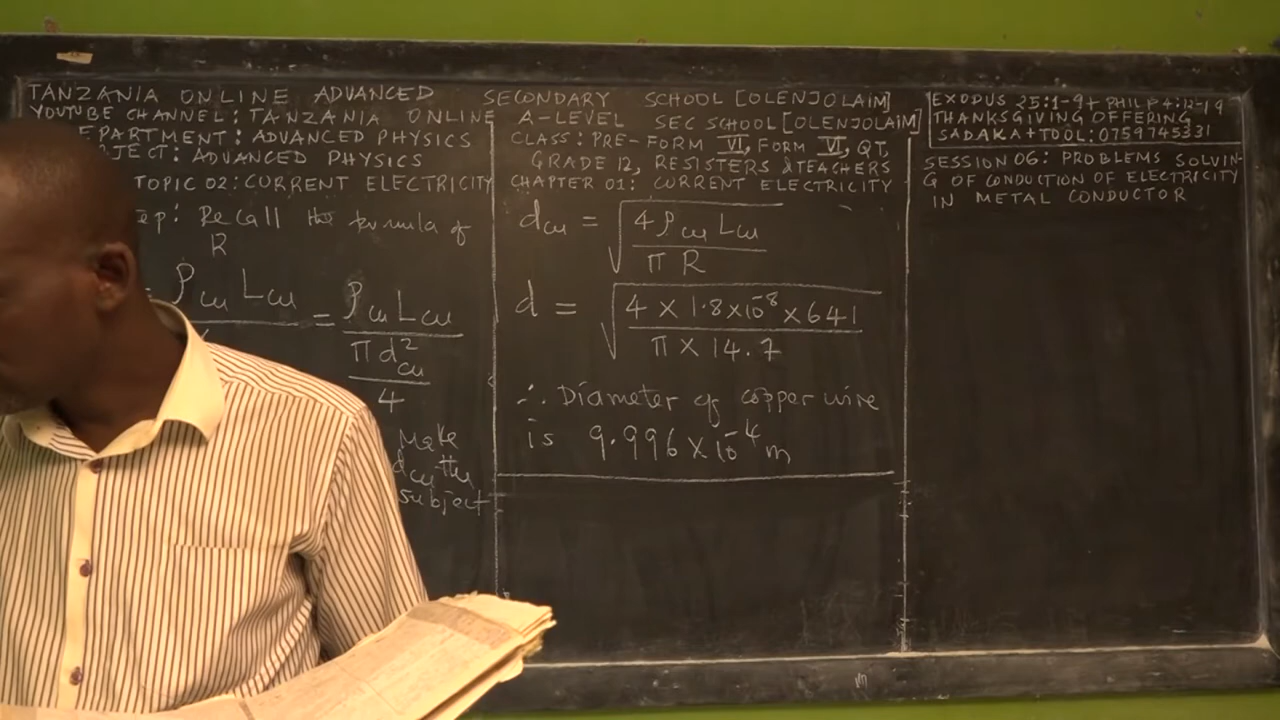 TANZANIA ONLINE ADVANCED SECONDARY SCHOOL [OLENJOLAIM]
YOUTUBE CHANNEL: TANZANIA ONLINE A-LEVEL SEC SCHOOL [OLENJOLAIM]
EPARTMENT: ADVANCED PHYSICS
JECT: ADVANCED PHYSICS
TOPIC 02: CURRENT ELECTRICITY
ep: Recall the formula of
R
ρcu Lcu = ρcu Lcu
π d²cu
4
Make
dcu the
subject
CLASS: PRE-FORM VI, FORM VI, QT,
GRADE 12, RESISTERS & TEACHERS
CHAPTER 01: CURRENT ELECTRICITY
dcu = √(4 ρcu Lcu
π R)
d = √(4 × 1.8 × 10⁻⁸ × 641
π × 14.7)
∴ Diameter of copper wire
is 9.996 × 10⁻⁴ m
EXODUS 25:1-9 + PHILIP 4:12-19
THANKSGIVING OFFERING
SADAKA + TOOL: 0759745331
SESSION 06: PROBLEMS SOLVIN-
G OF CONDUCTION OF ELECTRICITY
IN METAL CONDUCTOR